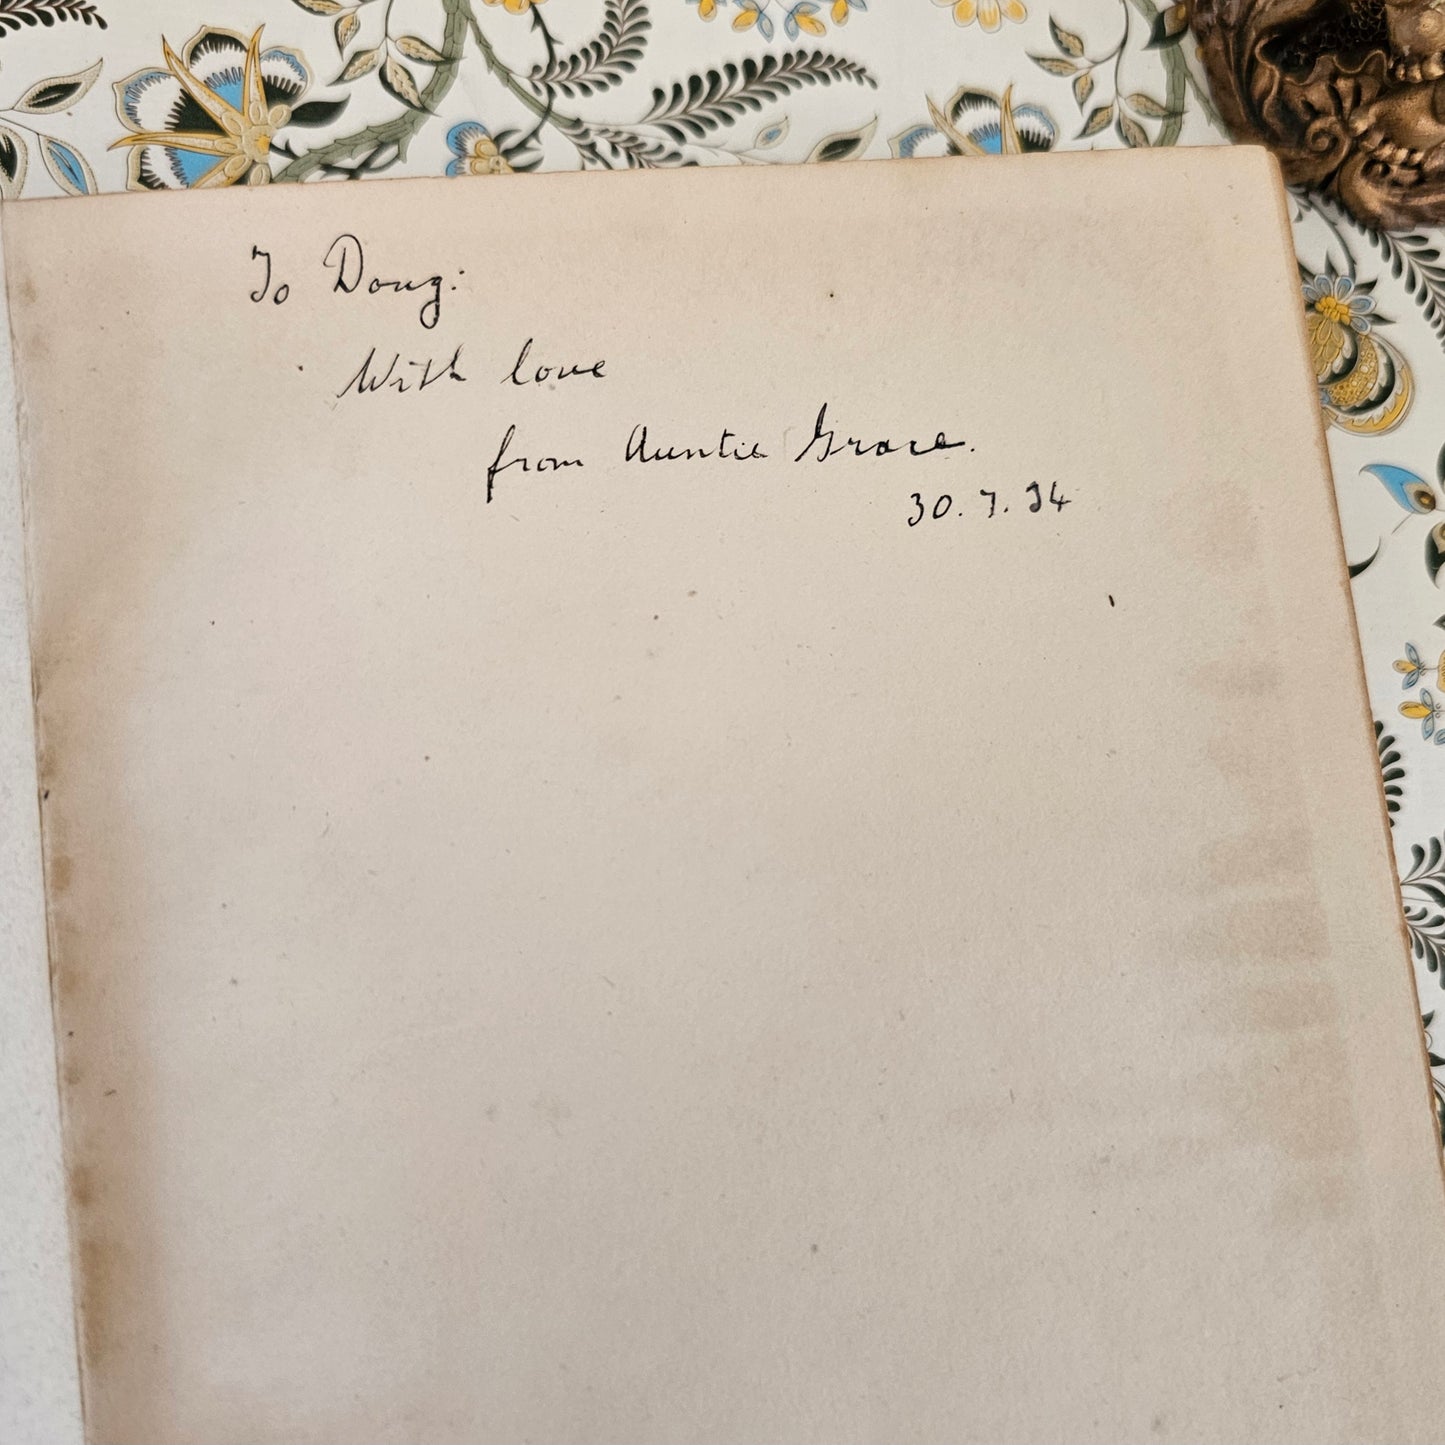 To Doug:
With love
from Auntie Grace.
30.7.34